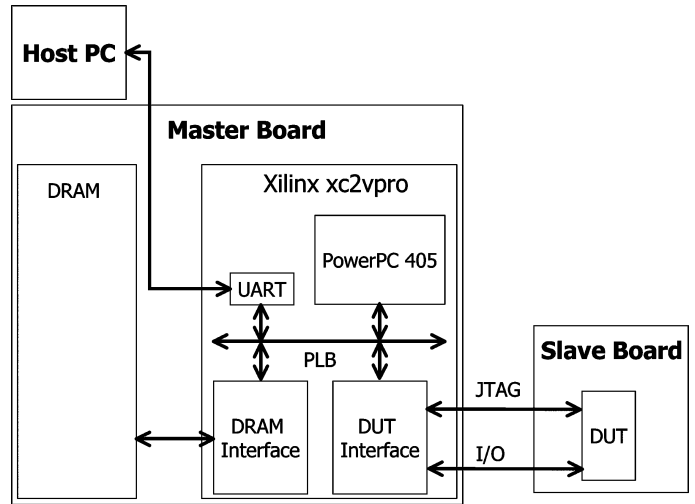 Host PC
Master Board
DRAM
Xilinx xc2vpro
PowerPC 405
UART
PLB
DRAM
Interface
DUT
Interface
JTAG
I/O
Slave Board
DUT